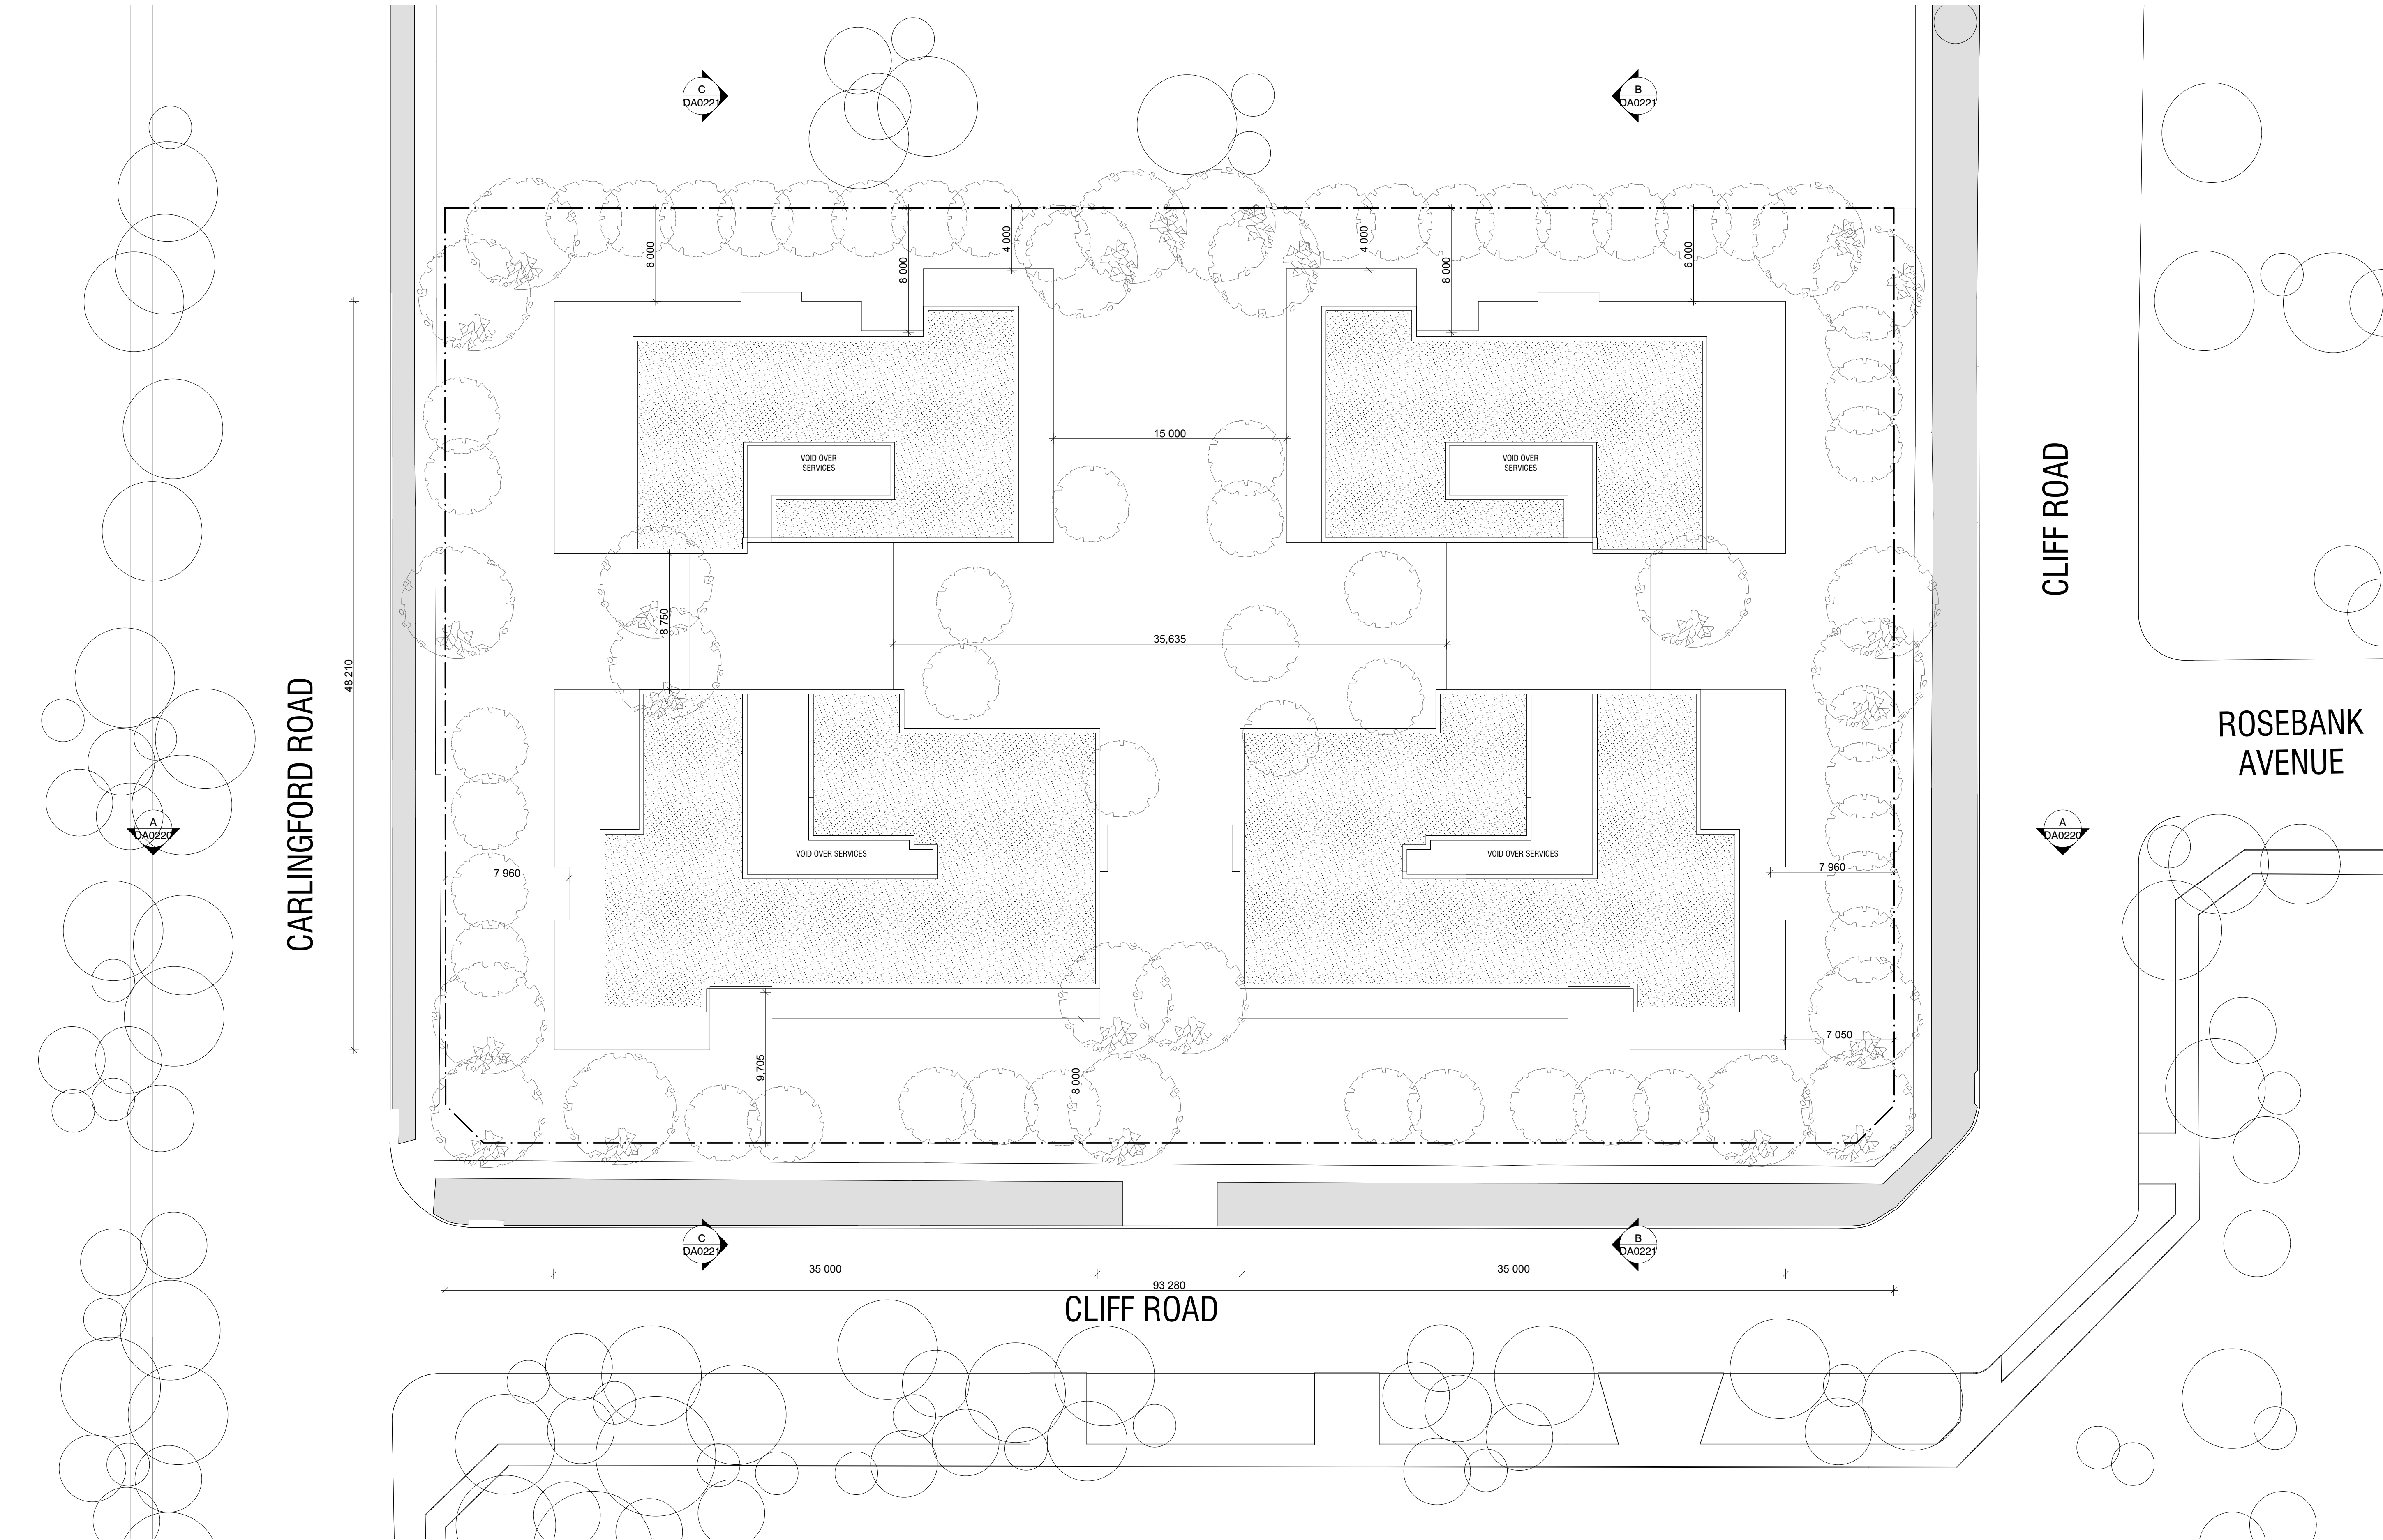 C
DA0221
B
DA0221
6 000
8 000
4 000
4 000
8 000
6 000
15 000
VOID OVER
SERVICES
VOID OVER
SERVICES
CLIFF ROAD
8 750
35,635
48 210
CARLINGFORD ROAD
ROSEBANK
AVENUE
A
DA0220
A
DA0220
VOID OVER SERVICES
VOID OVER SERVICES
7 960
7 960
7 050
9,705
8 000
C
DA0221
B
DA0221
35 000
35 000
93 280
CLIFF ROAD